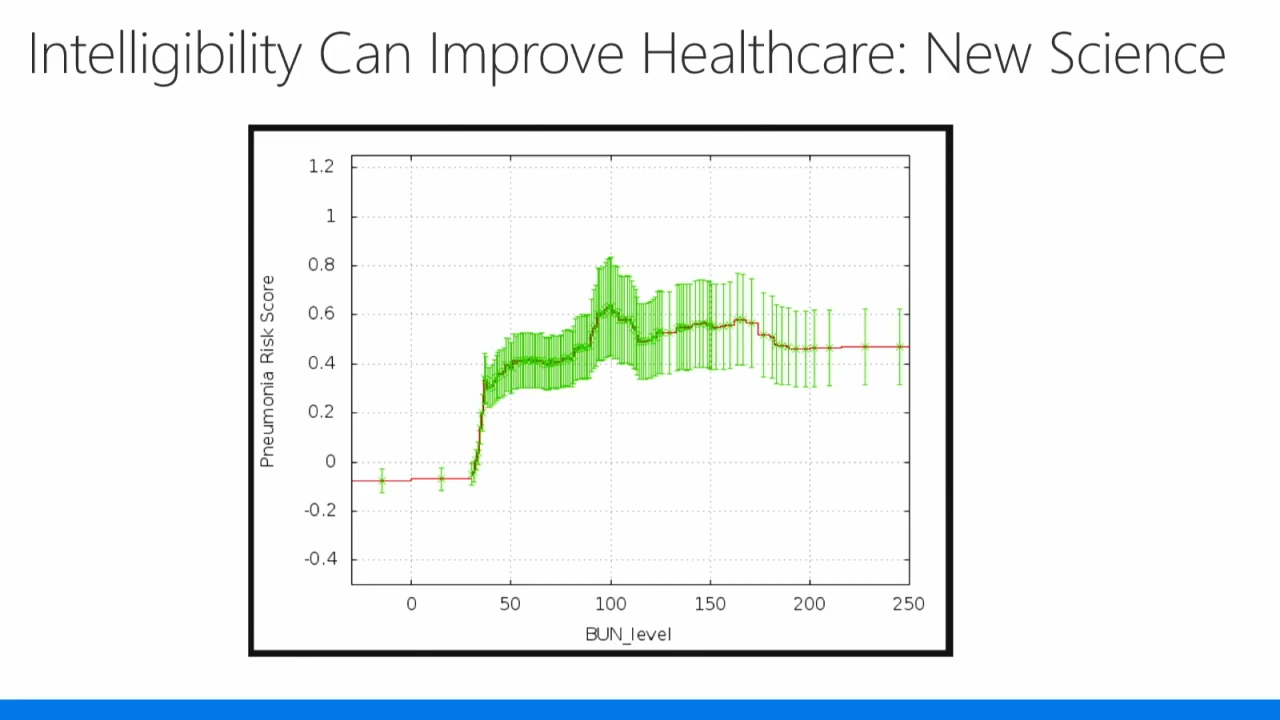 Intelligibility Can Improve Healthcare: New Science
1.2
1
0.8
0.6
0.4
0.2
0
-0.2
-0.4
Pneumonia Risk Score
0 50 100 150 200 250
BUN_level